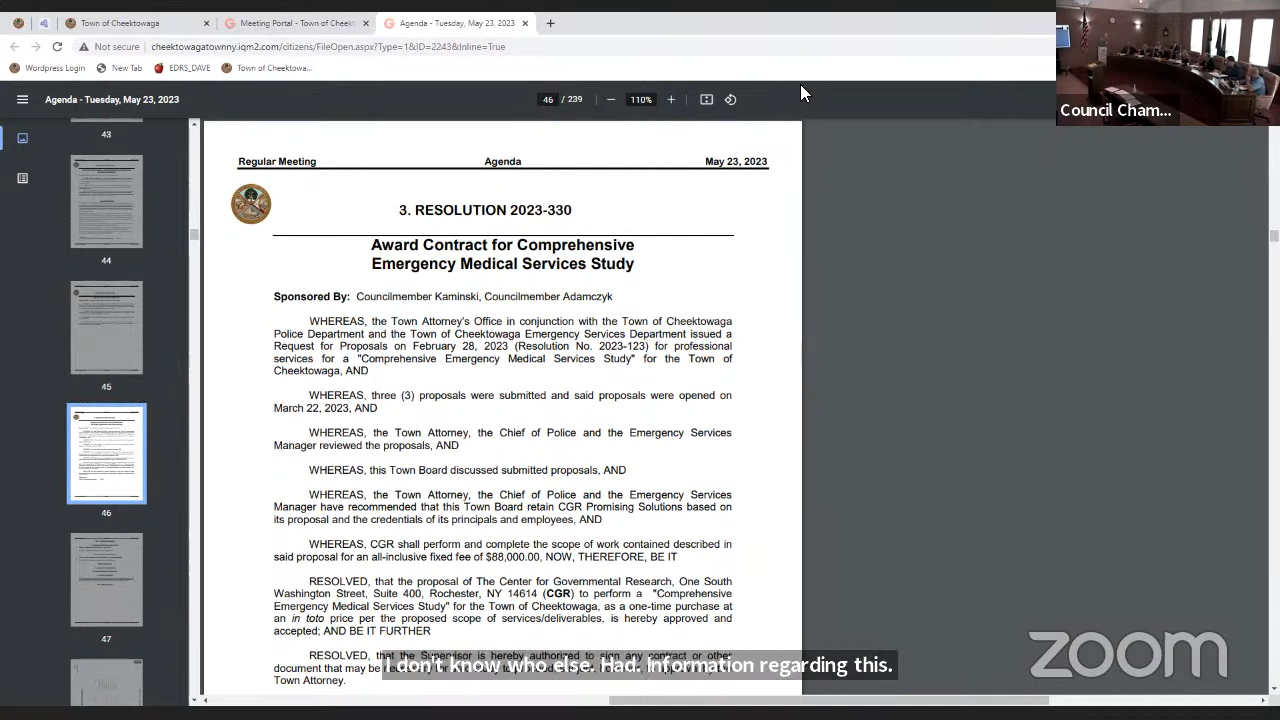 Town of Cheektowaga
Meeting Portal - Town of Cheekt
Agenda - Tuesday, May 23, 2023
Not secure
cheektowagatownny.iqm2.com/citizens/FileOpen.aspx?Type=1&ID=2243&Inline=True
Wordpress Login
New Tab
EDRS_DAVE
Town of Cheektowa...
Agenda - Tuesday, May 23, 2023
46 / 239
110%
Council Cham...
43
44
45
46
47
Regular Meeting Agenda May 23, 2023
3. RESOLUTION 2023-330
Award Contract for Comprehensive
Emergency Medical Services Study
Sponsored By: Councilmember Kaminski, Councilmember Adamczyk
WHEREAS, the Town Attorney's Office in conjunction with the Town of Cheektowaga
Police Department and the Town of Cheektowaga Emergency Services Department issued a
Request for Proposals on February 28, 2023 (Resolution No. 2023-123) for professional
services for a "Comprehensive Emergency Medical Services Study" for the Town of
Cheektowaga, AND
WHEREAS, three (3) proposals were submitted and said proposals were opened on
March 22, 2023, AND
WHEREAS, the Town Attorney, the Chief of Police and the Emergency Services
Manager reviewed the proposals, AND
WHEREAS, this Town Board discussed submitted proposals, AND
WHEREAS, the Town Attorney, the Chief of Police and the Emergency Services
Manager have recommended that this Town Board retain CGR Promising Solutions based on
its proposal and the credentials of its principals and employees, AND
WHEREAS, CGR shall perform and complete the scope of work contained described in
said proposal for an all-inclusive fixed fee of $88,000.00, NOW, THEREFORE, BE IT
RESOLVED, that the proposal of The Center for Governmental Research, One South
Washington Street, Suite 400, Rochester, NY 14614 (CGR) to perform a "Comprehensive
Emergency Medical Services Study" for the Town of Cheektowaga, as a one-time purchase at
an in toto price per the proposed scope of services/deliverables, is hereby approved and
accepted; AND BE IT FURTHER
RESOLVED, that the Supervisor is hereby authorized to sign any contract or other
document that may be
Town Attorney.
I don't know who else. Had, information regarding this.
zoom